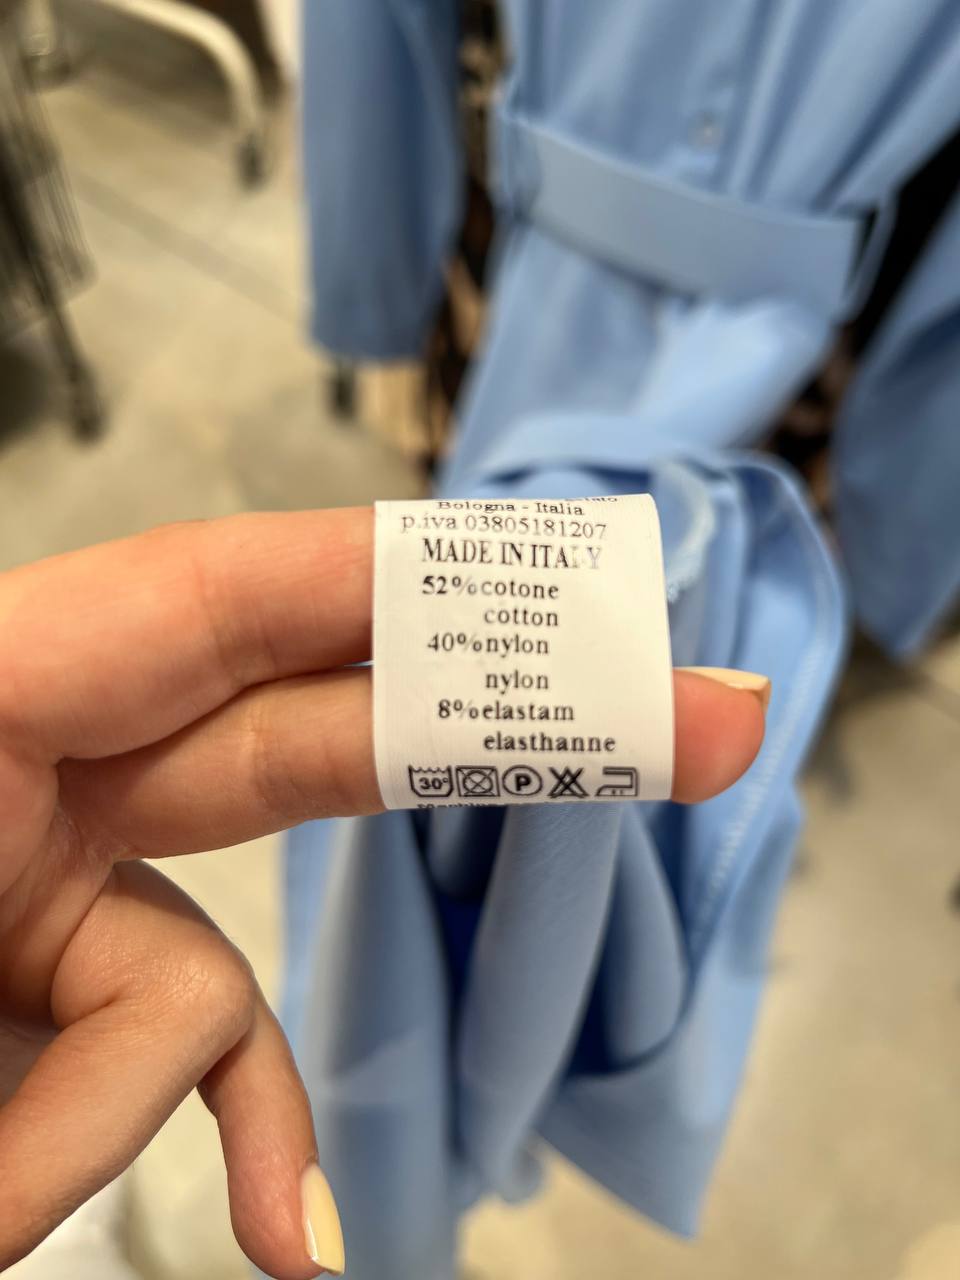 Bologna - Italia
p.iva 03805181207
MADE IN ITALY
52%cotone
cotton
40%nylon
nylon
8%elastam
elasthanne
30° P